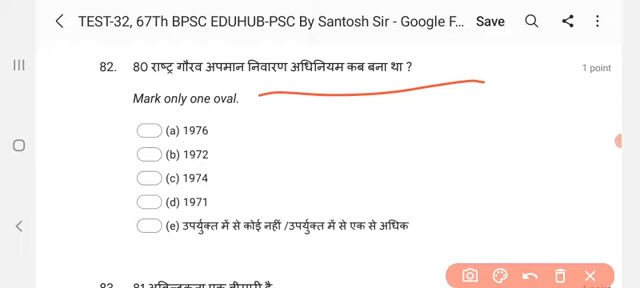 TEST-32, 67Th BPSC EDUHUB-PSC By Santosh Sir - Google F... Save
82. 80 राष्ट्र गौरव अपमान निवारण अधिनियम कब बना था ? 1 point
Mark only one oval.
(a) 1976
(b) 1972
(c) 1974
(d) 1971
(e) उपर्युक्त में से कोई नहीं /उपर्युक्त में से एक से अधिक